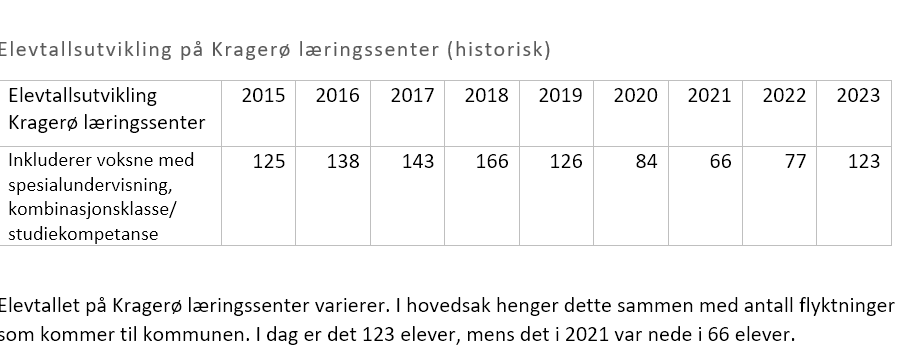 Elevtallsutvikling på Kragerø læringssenter (historisk)
Elevtallsutvikling 2015 2016 2017 2018 2019 2020 2021 2022 2023
Kragerø læringssenter
Inkluderer voksne med 125 138 143 166 126 84 66 77 123
spesialundervisning,
kombinasjonsklasse/
studiekompetanse
Elevtallet på Kragerø læringssenter varierer. I hovedsak henger dette sammen med antall flyktninger
som kommer til kommunen. I dag er det 123 elever, mens det i 2021 var nede i 66 elever.